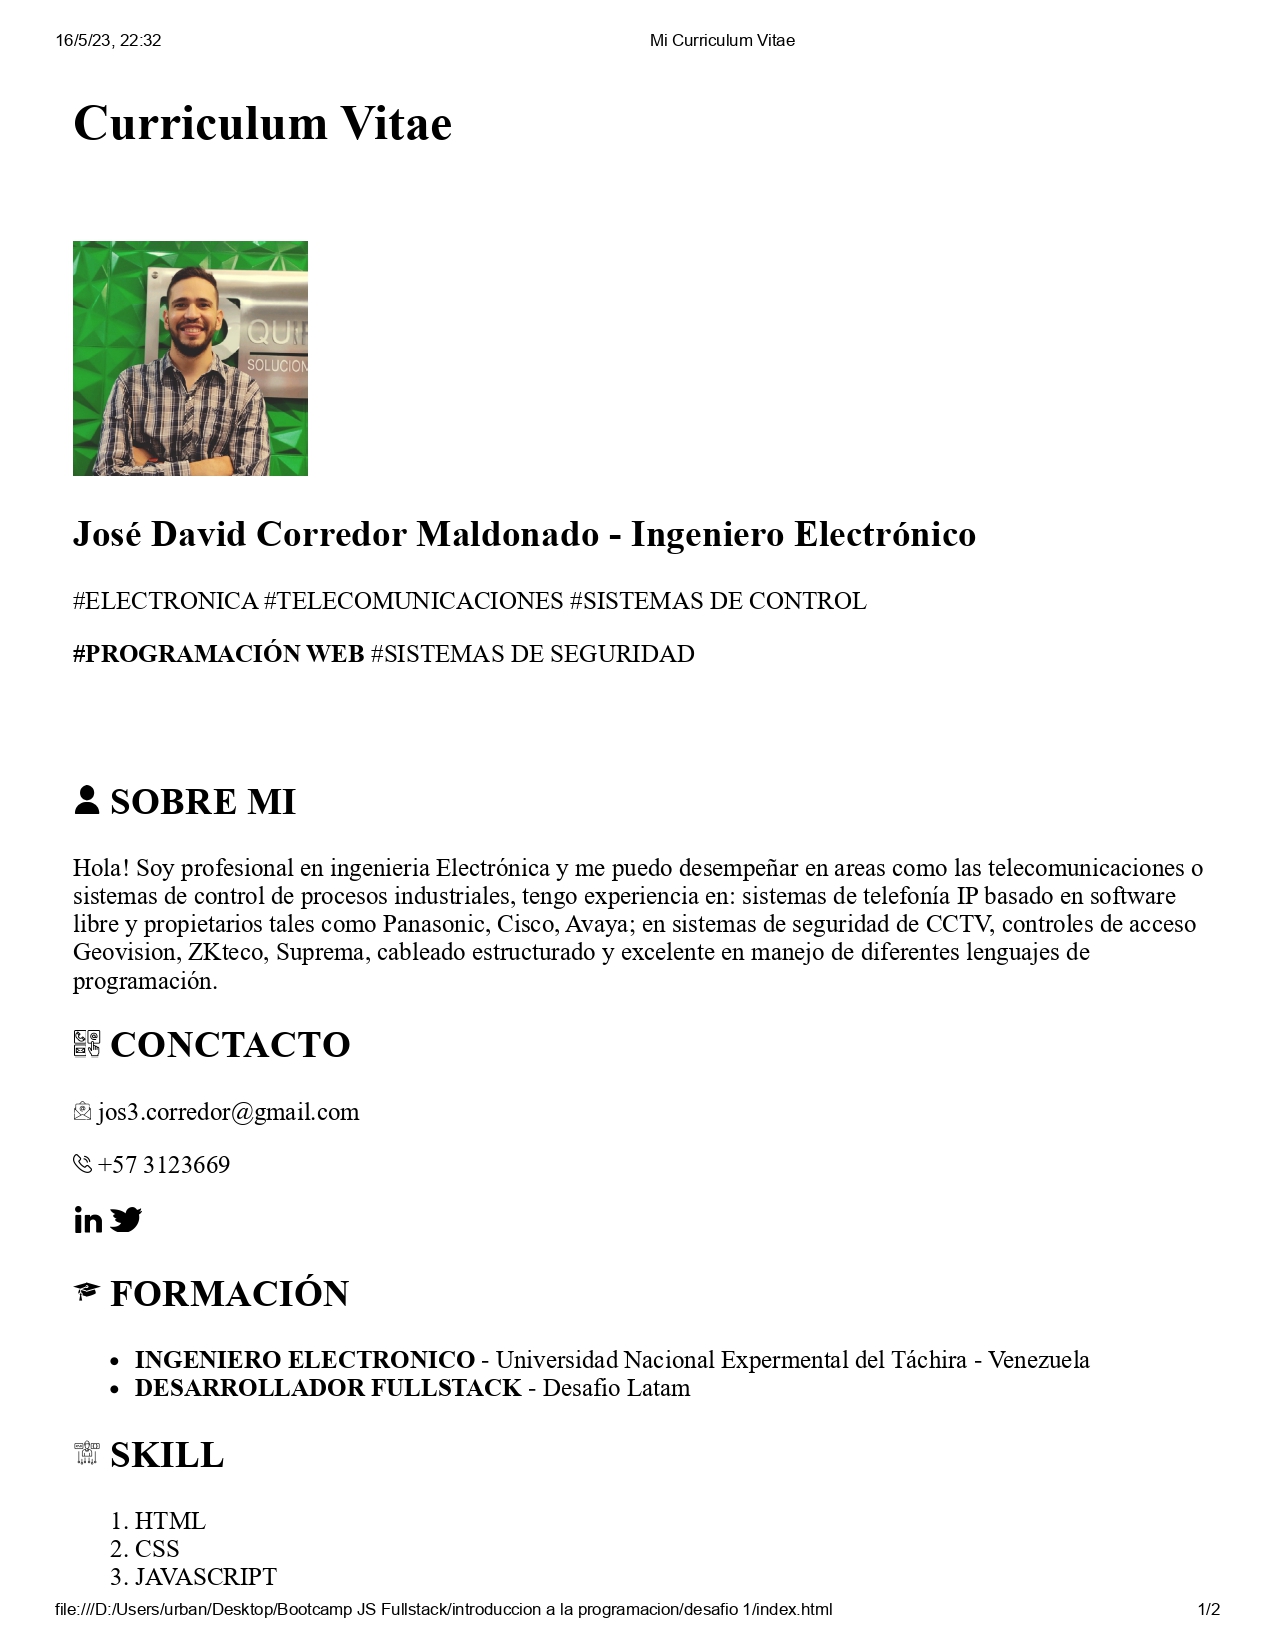 16/5/23, 22:32 Mi Curriculum Vitae
Curriculum Vitae
QUI
SOLUCION
José David Corredor Maldonado - Ingeniero Electrónico
#ELECTRONICA #TELECOMUNICACIONES #SISTEMAS DE CONTROL
#PROGRAMACIÓN WEB #SISTEMAS DE SEGURIDAD
SOBRE MI
Hola! Soy profesional en ingenieria Electrónica y me puedo desempeñar en areas como las telecomunicaciones o
sistemas de control de procesos industriales, tengo experiencia en: sistemas de telefonía IP basado en software
libre y propietarios tales como Panasonic, Cisco, Avaya; en sistemas de seguridad de CCTV, controles de acceso
Geovision, ZKteco, Suprema, cableado estructurado y excelente en manejo de diferentes lenguajes de
programación.
CONCTACTO
jos3.corredor@gmail.com
+57 3123669
in
FORMACIÓN
• INGENIERO ELECTRONICO - Universidad Nacional Expermental del Táchira - Venezuela
• DESARROLLADOR FULLSTACK - Desafio Latam
SKILL
1. HTML
2. CSS
3. JAVASCRIPT
file:///D:/Users/urban/Desktop/Bootcamp JS Fullstack/introduccion a la programacion/desafio 1/index.html 1/2